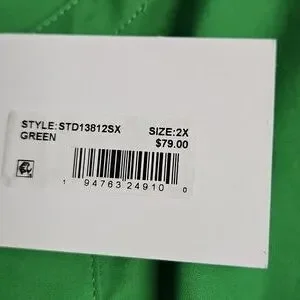 STYLE:STD13812SX SIZE:2X
GREEN $79.00
1 94763 24910 0